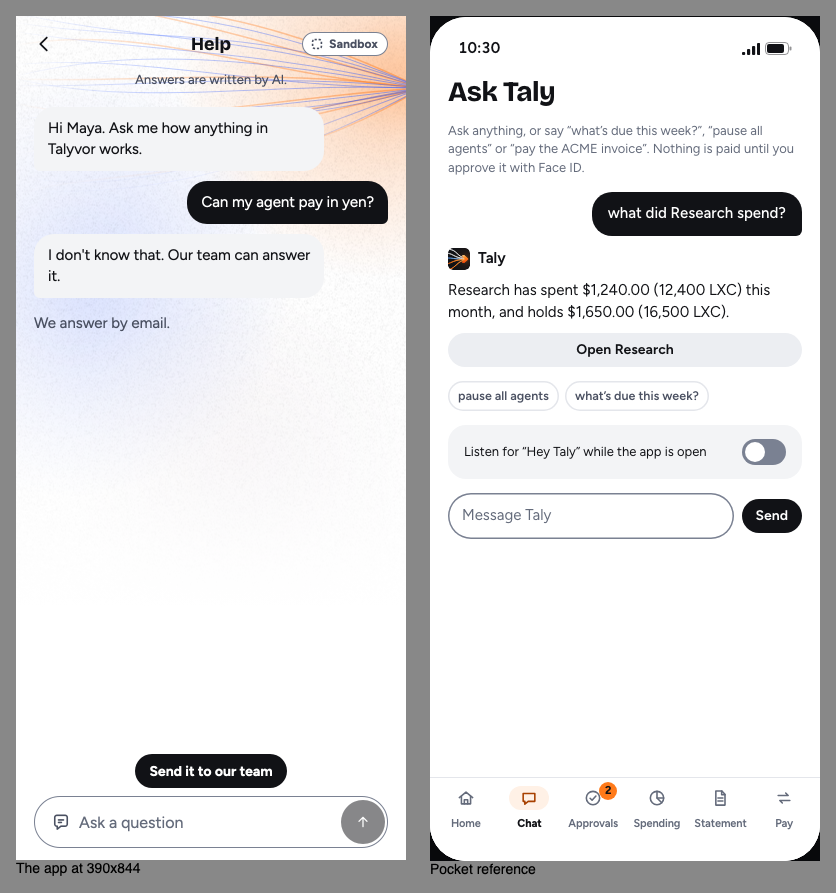 Help
Sandbox
Answers are written by AI.
Hi Maya. Ask me how anything in
Talyvor works.
Can my agent pay in yen?
I don't know that. Our team can answer
it.
We answer by email.
Send it to our team
Ask a question
The app at 390x844
10:30
Ask Taly
Ask anything, or say “what’s due this week?”, “pause all
agents” or “pay the ACME invoice”. Nothing is paid until you
approve it with Face ID.
what did Research spend?
Taly
Research has spent $1,240.00 (12,400 LXC) this
month, and holds $1,650.00 (16,500 LXC).
Open Research
pause all agents
what’s due this week?
Listen for “Hey Taly” while the app is open
Message Taly
Send
2
Home
Chat
Approvals
Spending
Statement
Pay
Pocket reference